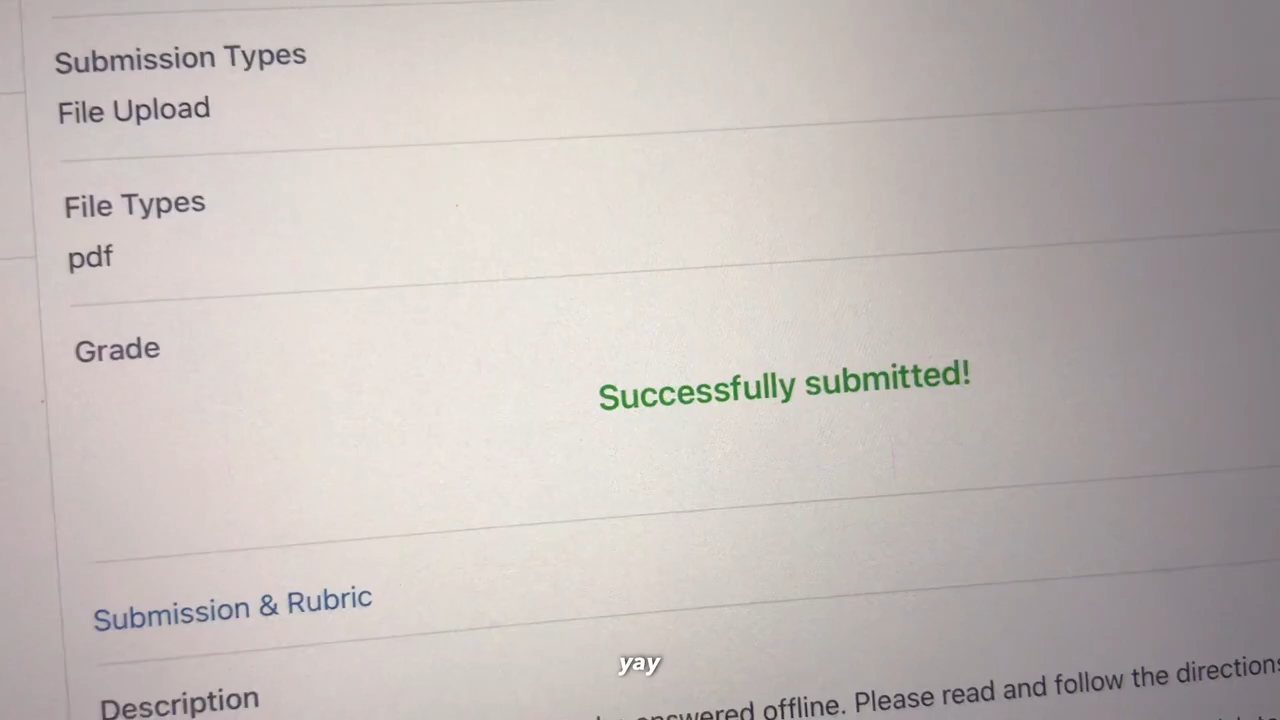 Submission Types
File Upload
File Types
pdf
Grade
Successfully submitted!
Submission & Rubric
yay
Description
answered offline. Please read and follow the directions